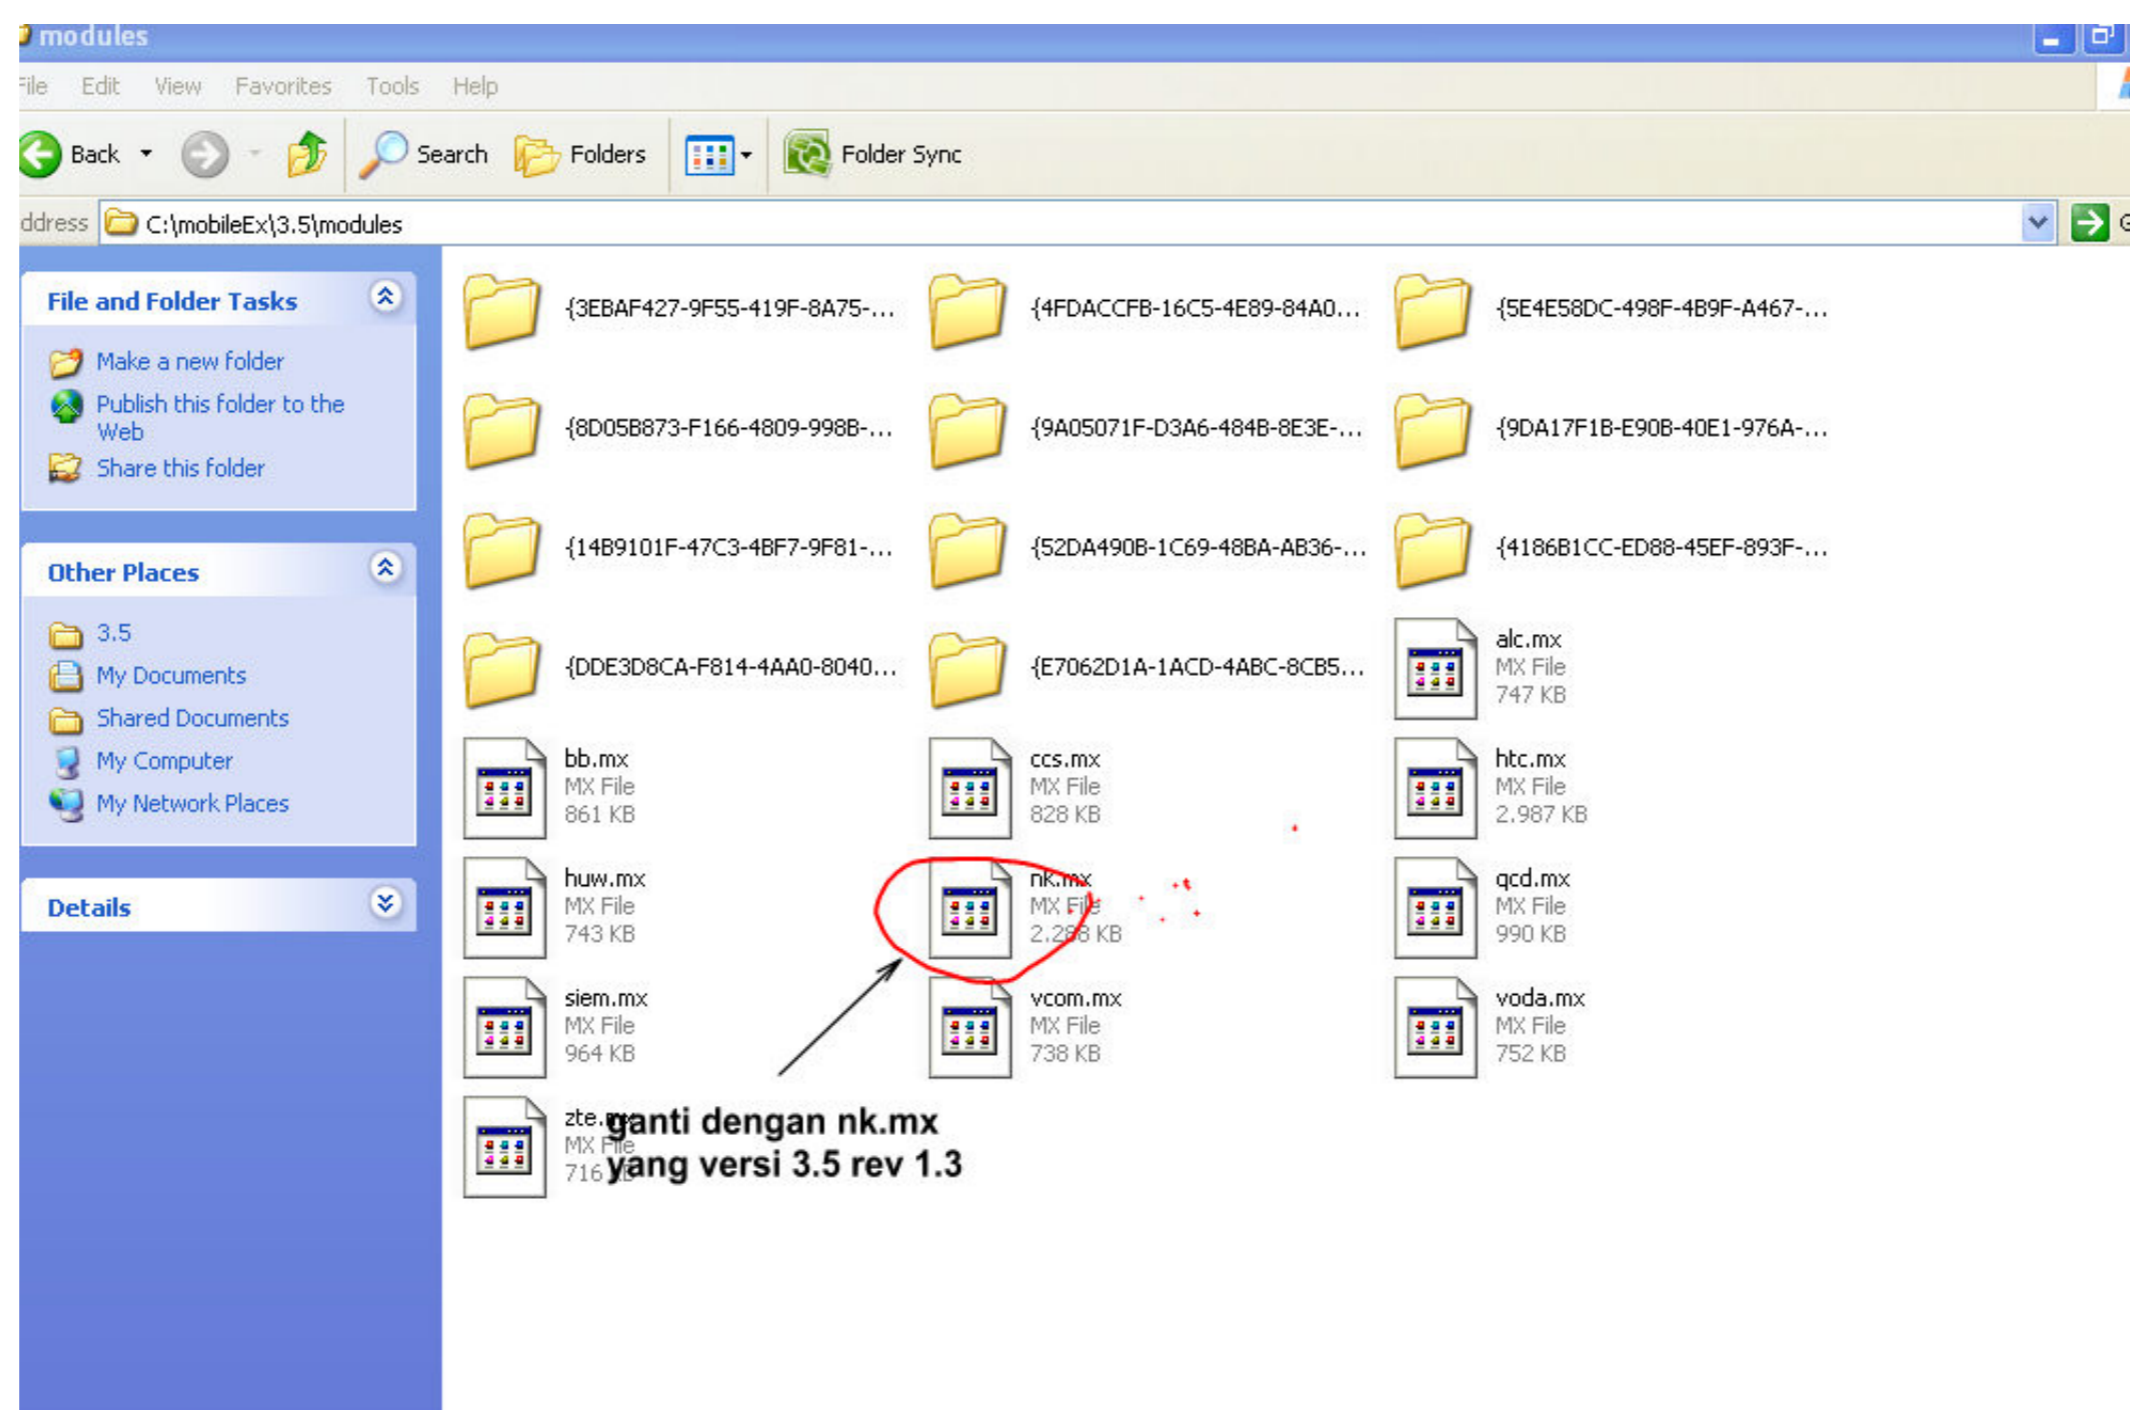 modules
File Edit View Favorites Tools Help
Back Search Folders Folder Sync
ddress C:\mobileEx\3.5\modules G
File and Folder Tasks
Make a new folder
Publish this folder to the
Web
Share this folder
Other Places
3.5
My Documents
Shared Documents
My Computer
My Network Places
Details
{3EBAF427-9F55-419F-8A75-... {4FDACCFB-16C5-4E89-84A0... {5E4E58DC-498F-4B9F-A467-...
{8D05B873-F166-4809-998B-... {9A05071F-D3A6-484B-8E3E-... {9DA17F1B-E90B-40E1-976A-...
{14B9101F-47C3-4BF7-9F81-... {52DA490B-1C69-48BA-AB36-... {4186B1CC-ED88-45EF-893F-...
{DDE3D8CA-F814-4AA0-8040... {E7062D1A-1ACD-4ABC-8CB5...
alc.mx
MX File
747 KB
bb.mx
MX File
861 KB
ccs.mx
MX File
828 KB
htc.mx
MX File
2.987 KB
huw.mx
MX File
743 KB
nk.mx
MX File
2.288 KB
qcd.mx
MX File
990 KB
siem.mx
MX File
964 KB
vcom.mx
MX File
738 KB
voda.mx
MX File
752 KB
zte.mx
MX File
716 KB
ganti dengan nk.mx
yang versi 3.5 rev 1.3